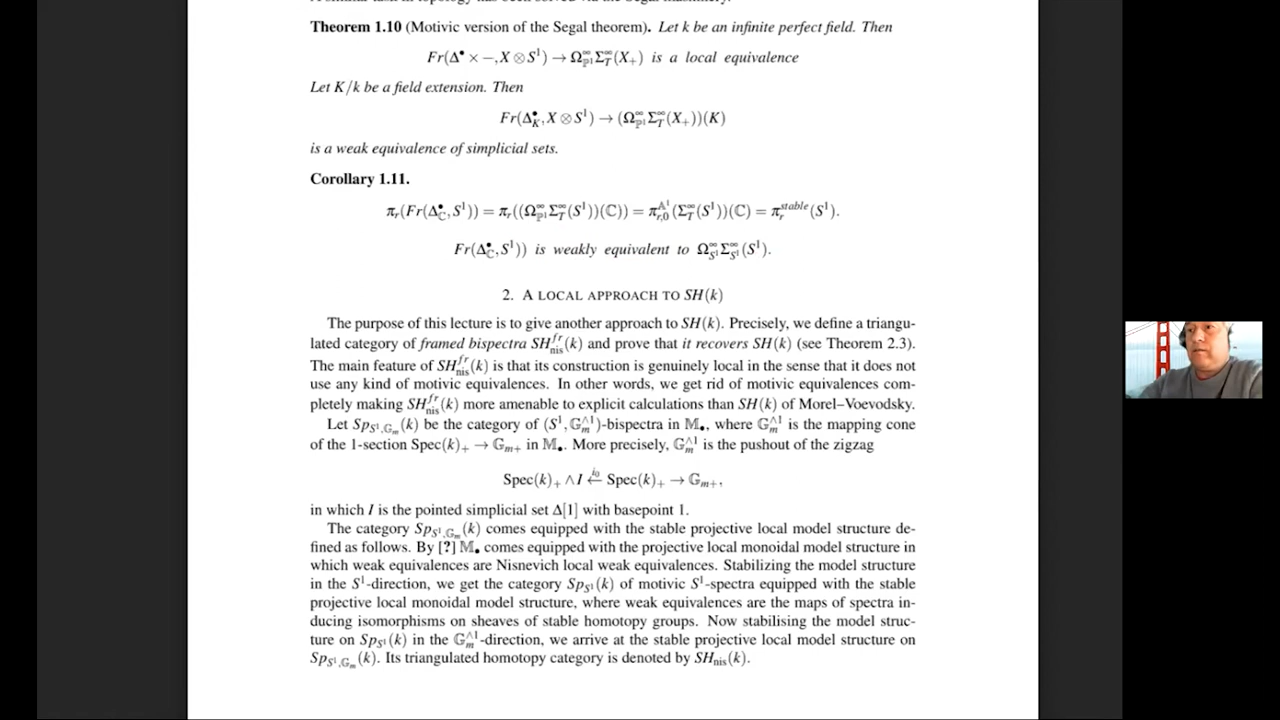 Theorem 1.10 (Motivic version of the Segal theorem). Let k be an infinite perfect field. Then
Fr(Δ• × −, X ⊗ S¹) → Ω^∞_{ℙ¹}Σ^∞_T(X₊) is a local equivalence
Let K/k be a field extension. Then
Fr(Δ•_K, X ⊗ S¹) → (Ω^∞_{ℙ¹}Σ^∞_T(X₊))(K)
is a weak equivalence of simplicial sets.
Corollary 1.11.
π_r(Fr(Δ•_ℂ, S¹)) = π_r((Ω^∞_{ℙ¹}Σ^∞_T(S¹))(ℂ)) = π^{𝔸¹}_{r,0}(Σ^∞_T(S¹))(ℂ) = π_r^{stable}(S¹).
Fr(Δ•_ℂ, S¹)) is weakly equivalent to Ω^∞_{S¹}Σ^∞_{S¹}(S¹).
2. A LOCAL APPROACH TO SH(k)
The purpose of this lecture is to give another approach to SH(k). Precisely, we define a triangu-
lated category of framed bispectra SH^{fr}_{nis}(k) and prove that it recovers SH(k) (see Theorem 2.3).
The main feature of SH^{fr}_{nis}(k) is that its construction is genuinely local in the sense that it does not
use any kind of motivic equivalences. In other words, we get rid of motivic equivalences com-
pletely making SH^{fr}_{nis}(k) more amenable to explicit calculations than SH(k) of Morel–Voevodsky.
Let Sp_{S¹,𝔾_m}(k) be the category of (S¹, 𝔾_m^{∧1})-bispectra in 𝕄•, where 𝔾_m^{∧1} is the mapping cone
of the 1-section Spec(k)₊ → 𝔾_{m+} in 𝕄•. More precisely, 𝔾_m^{∧1} is the pushout of the zigzag
Spec(k)₊ ∧ I ←^{i₀} Spec(k)₊ → 𝔾_{m+},
in which I is the pointed simplicial set Δ[1] with basepoint 1.
The category Sp_{S¹,𝔾_m}(k) comes equipped with the stable projective local model structure de-
fined as follows. By [?] 𝕄• comes equipped with the projective local monoidal model structure in
which weak equivalences are Nisnevich local weak equivalences. Stabilizing the model structure
in the S¹-direction, we get the category Sp_{S¹}(k) of motivic S¹-spectra equipped with the stable
projective local monoidal model structure, where weak equivalences are the maps of spectra in-
ducing isomorphisms on sheaves of stable homotopy groups. Now stabilising the model struc-
ture on Sp_{S¹}(k) in the 𝔾_m^{∧1}-direction, we arrive at the stable projective local model structure on
Sp_{S¹,𝔾_m}(k). Its triangulated homotopy category is denoted by SH_{nis}(k).